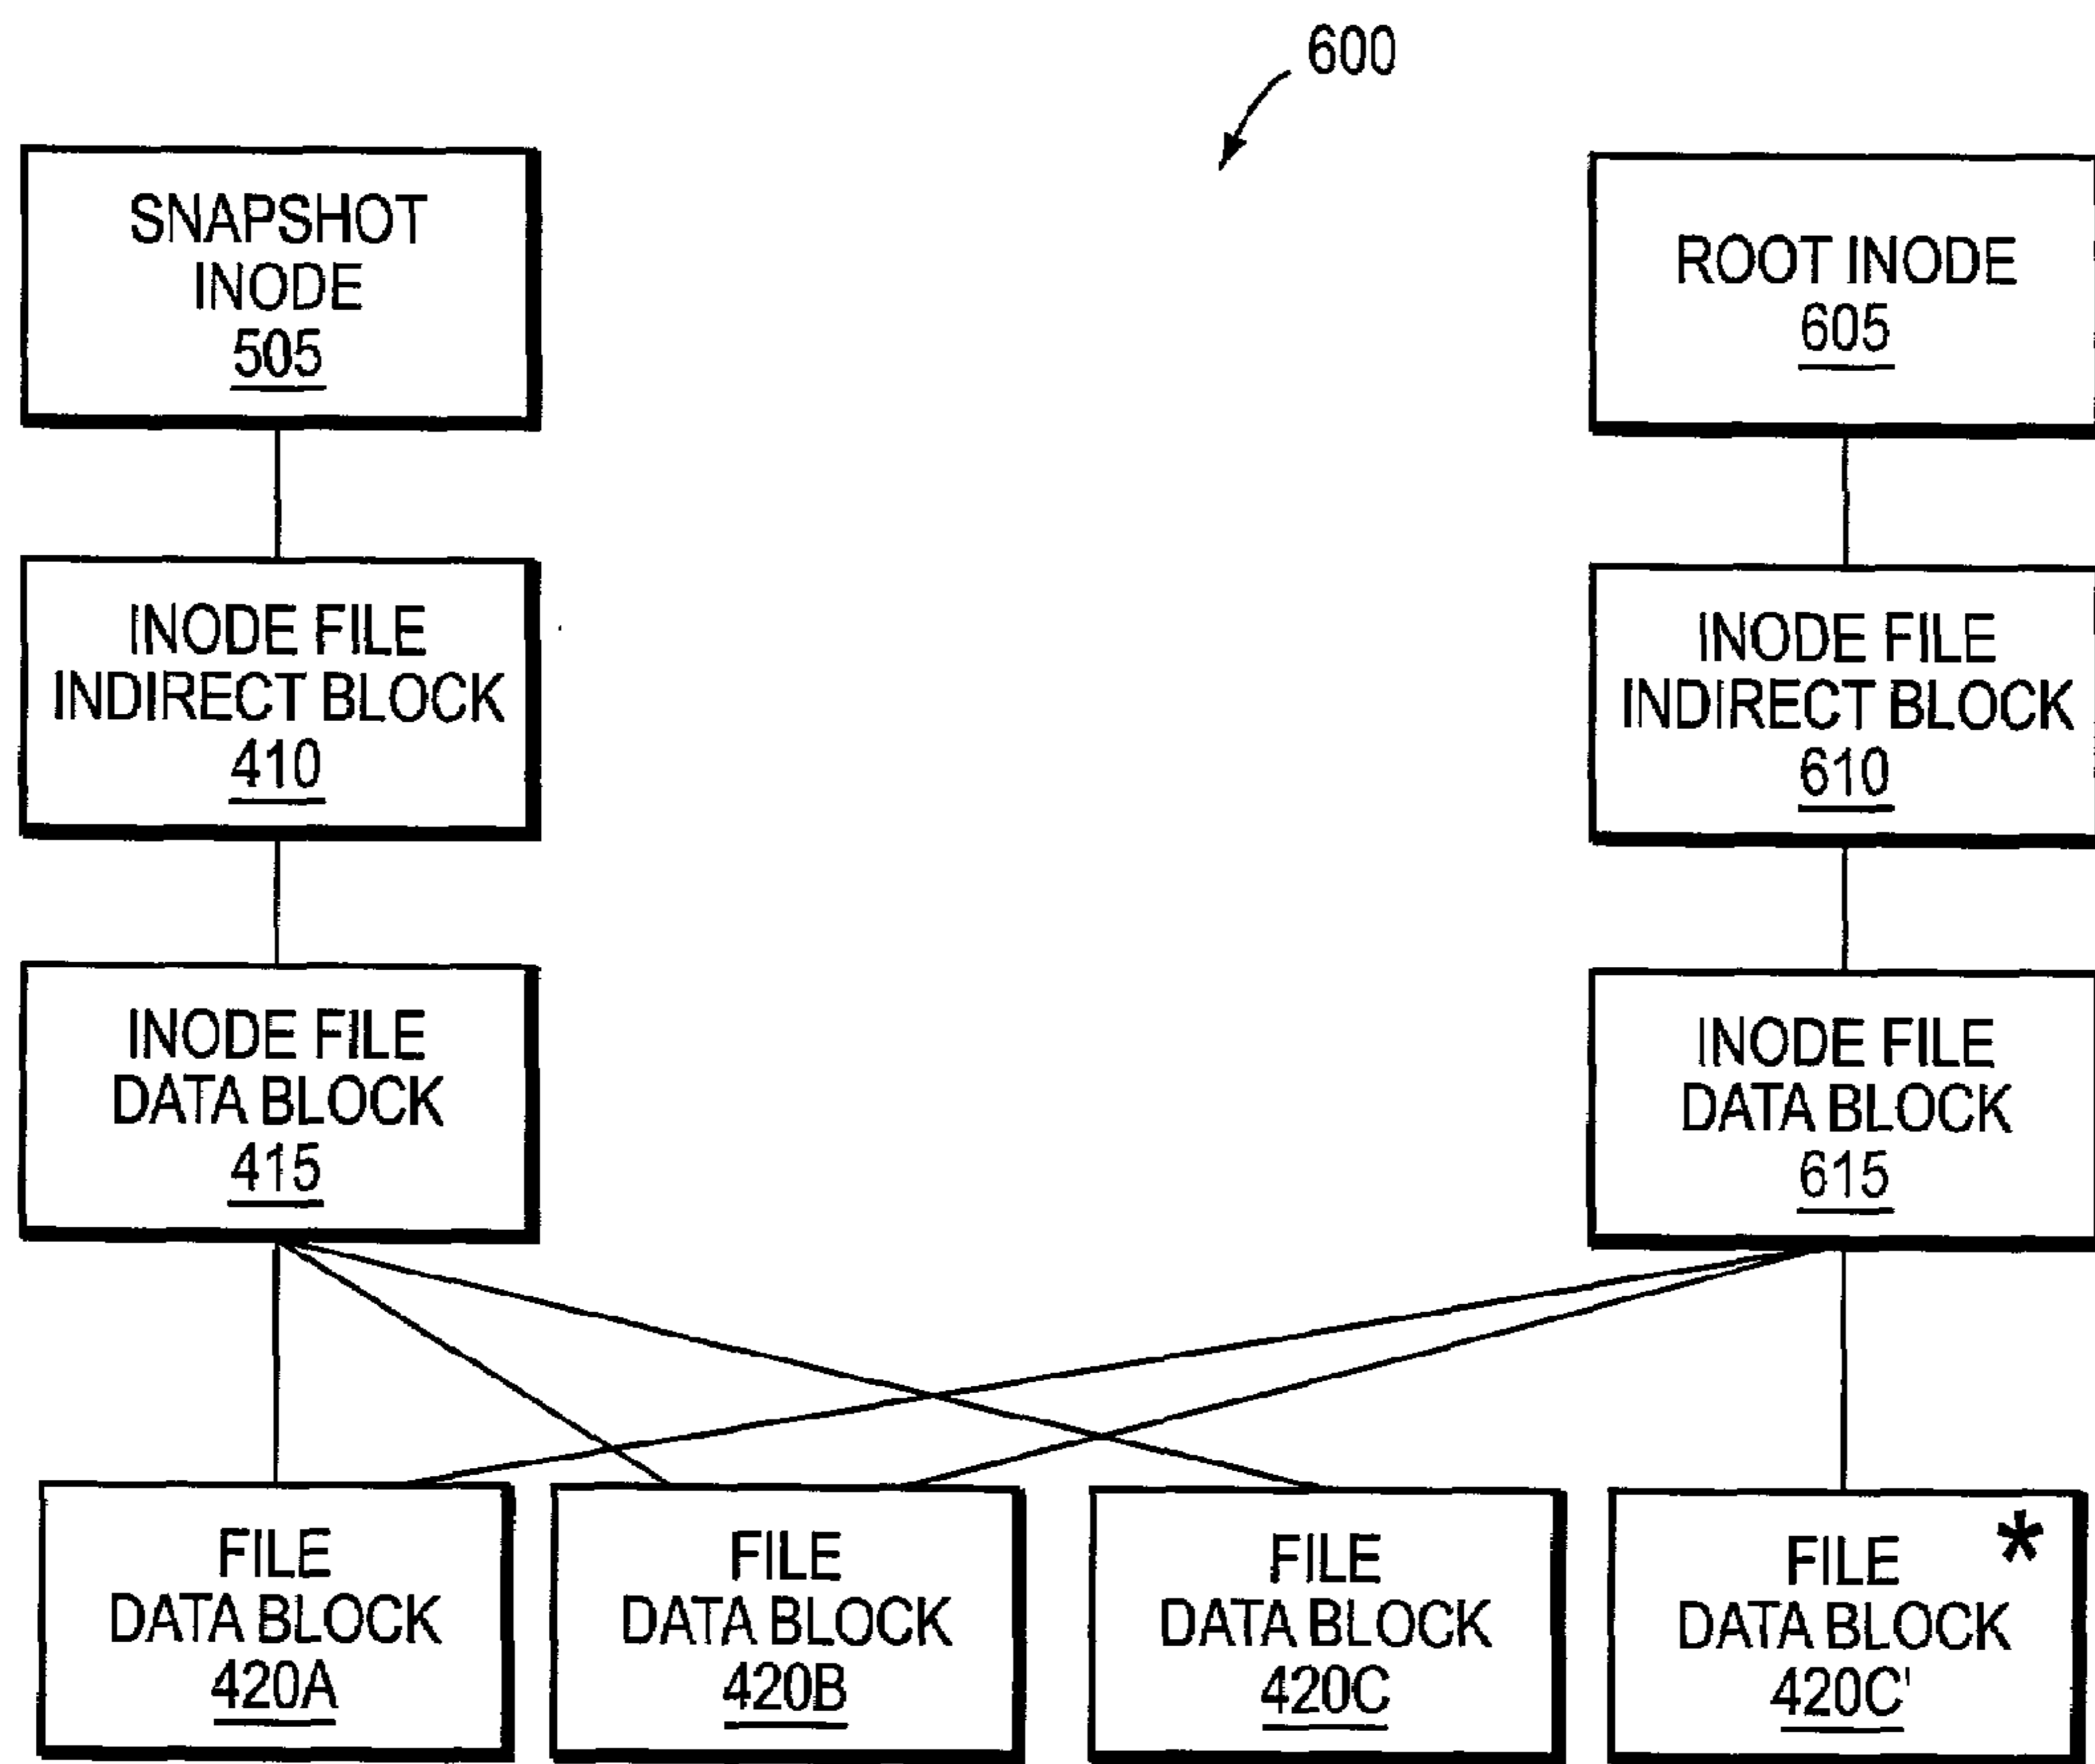 600
SNAPSHOT
INODE
505
ROOT INODE
605
INODE FILE
INDIRECT BLOCK
410
INODE FILE
INDIRECT BLOCK
610
INODE FILE
DATA BLOCK
415
INODE FILE
DATA BLOCK
615
FILE
DATA BLOCK
420A
FILE
DATA BLOCK
420B
FILE
DATA BLOCK
420C
FILE *
DATA BLOCK
420C'